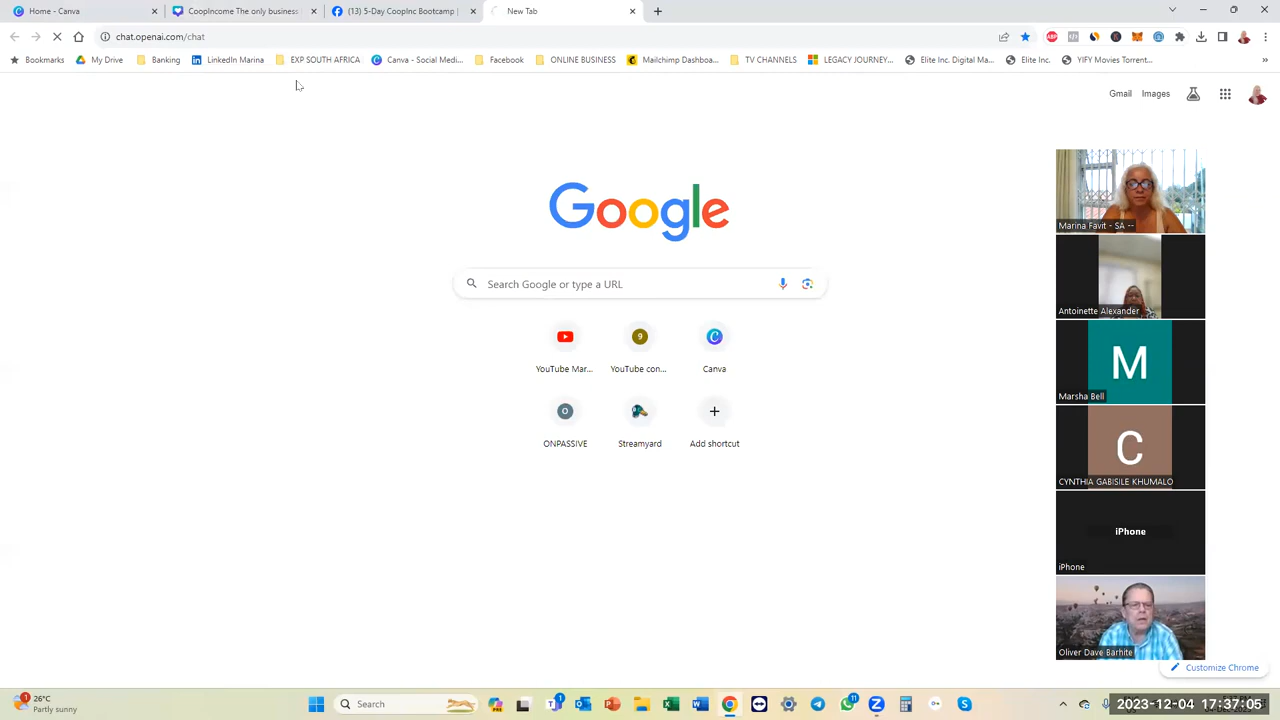 Home - Canva
CoopIncome The only business
(13) 5-Day CoopInc Bootcamp |
New Tab
chat.openai.com/chat
Bookmarks
My Drive
Banking
LinkedIn Marina
EXP SOUTH AFRICA
Canva - Social Medi...
Facebook
ONLINE BUSINESS
Mailchimp Dashboa...
TV CHANNELS
LEGACY JOURNEY...
Elite Inc. Digital Ma...
Elite Inc.
YIFY Movies Torrent...
Gmail
Images
Google
Search Google or type a URL
YouTube Mar...
YouTube con...
Canva
ONPASSIVE
Streamyard
Add shortcut
Marina Favit - SA --
Antoinette Alexander
M
Marsha Bell
C
CYNTHIA GABISILE KHUMALO
iPhone
iPhone
Oliver Dave Barhite
Customize Chrome
26°C
Partly sunny
Search
2023-12-04 17:37:05